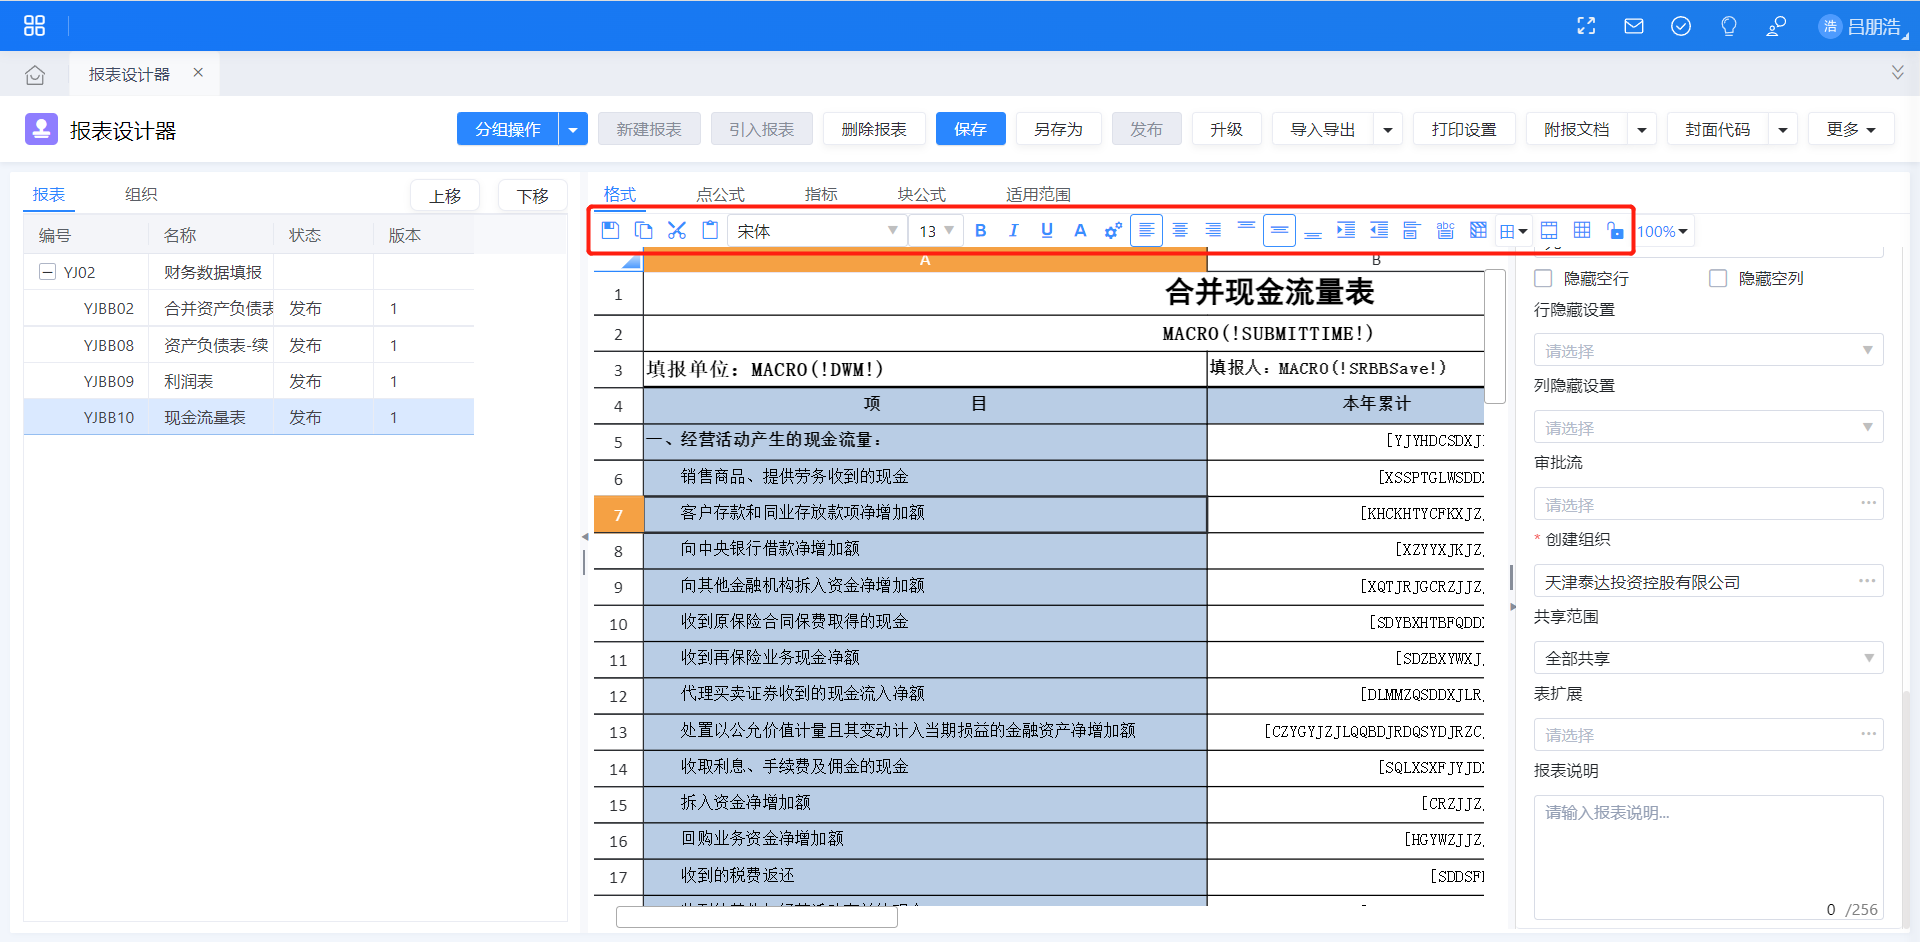 浩 吕朋浩
报表设计器
报表设计器
分组操作 新建报表 引入报表 删除报表 保存 另存为 发布 升级 导入导出 打印设置 附报文档 封面代码 更多
报表 组织 上移 下移
编号 名称 状态 版本
YJ02 财务数据填报
YJBB02 合并资产负债表 发布 1
YJBB08 资产负债表-续 发布 1
YJBB09 利润表 发布 1
YJBB10 现金流量表 发布 1
格式 点公式 指标 块公式 适用范围
宋体 13 B I U A abc 100%
A B
1 合并现金流量表
2 MACRO(!SUBMITTIME!)
3 填报单位：MACRO(!DWM!) 填报人：MACRO(!SRBBSave!)
4 项 目 本年累计
5 一、经营活动产生的现金流量： [YJYHDCSDXJ
6 销售商品、提供劳务收到的现金 [XSSPTGLWSDD
7 客户存款和同业存放款项净增加额 [KHCKHTYCFKXJZ
8 向中央银行借款净增加额 [XZYYXJKJZ
9 向其他金融机构拆入资金净增加额 [XQTJRJGCRZJJZ
10 收到原保险合同保费取得的现金 [SDYBXHTBFQDD
11 收到再保险业务现金净额 [SDZBXYWXJ
12 代理买卖证券收到的现金流入净额 [DLMMZQSDDXJLR
13 处置以公允价值计量且其变动计入当期损益的金融资产净增加额 [CZYGYJZJLQQBDJRDQSYDJRZC
14 收取利息、手续费及佣金的现金 [SQLXSXFJYJD
15 拆入资金净增加额 [CRZJJZ
16 回购业务资金净增加额 [HGYWZJJZ
17 收到的税费返还 [SDDSF
隐藏空行 隐藏空列
行隐藏设置
请选择
列隐藏设置
请选择
审批流
请选择
* 创建组织
天津泰达投资控股有限公司
共享范围
全部共享
表扩展
请选择
报表说明
请输入报表说明...
0 /256